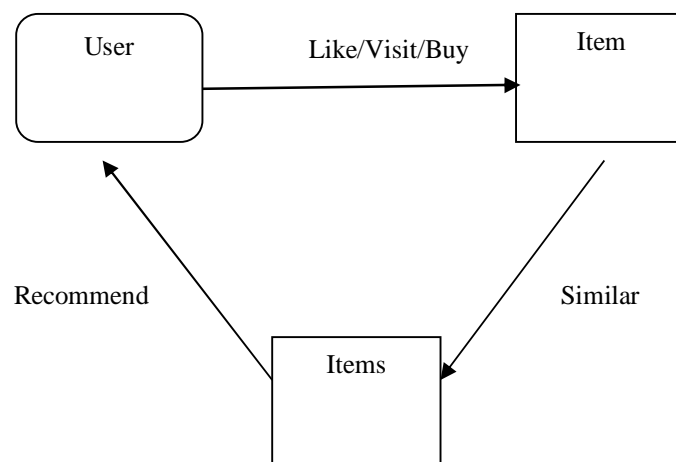 User
Like/Visit/Buy
Item
Recommend
Similar
Items